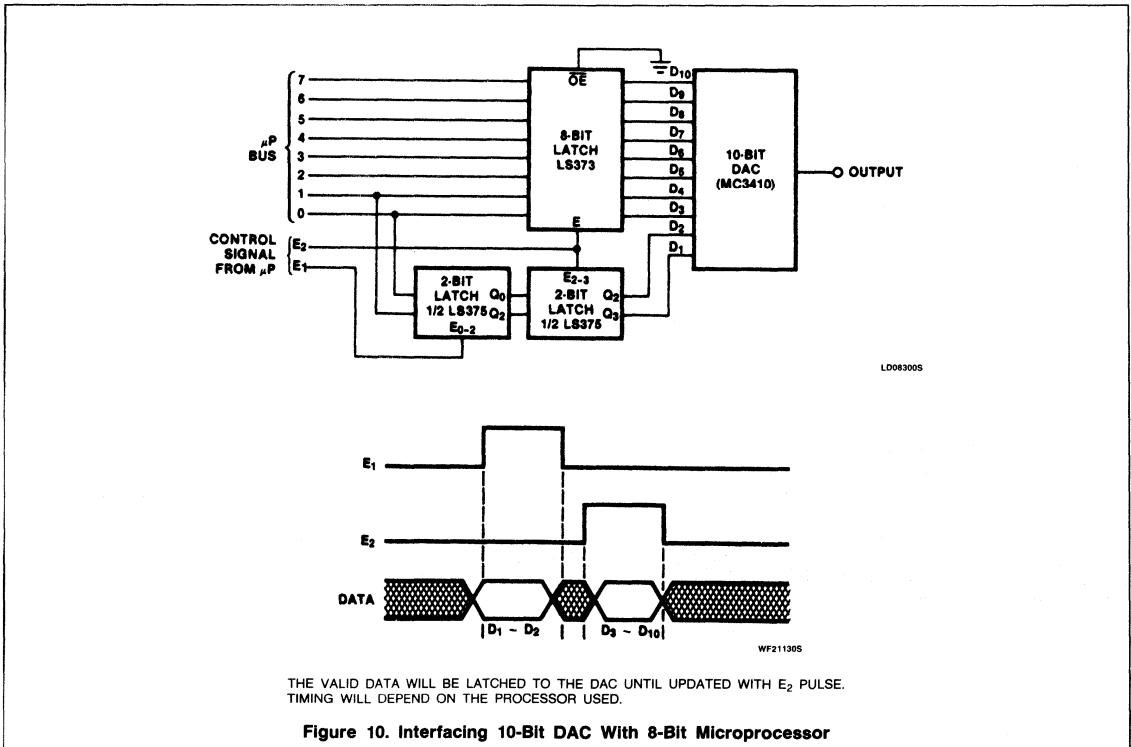 7
6
5
4
3
2
1
0
μP
BUS
CONTROL
SIGNAL
FROM μP
E2
E1
OE
8-BIT
LATCH
LS373
E
D10
D9
D8
D7
D6
D5
D4
D3
D2
D1
10-BIT
DAC
(MC3410)
OUTPUT
2-BIT
LATCH
1/2 LS375
Q0
Q2
E0-2
E2-3
2-BIT
LATCH
1/2 LS375
Q2
Q3
LD08300S
E1
E2
DATA
D1 ~ D2
D3 ~ D10
WF21130S
THE VALID DATA WILL BE LATCHED TO THE DAC UNTIL UPDATED WITH E2 PULSE.
TIMING WILL DEPEND ON THE PROCESSOR USED.
Figure 10. Interfacing 10-Bit DAC With 8-Bit Microprocessor